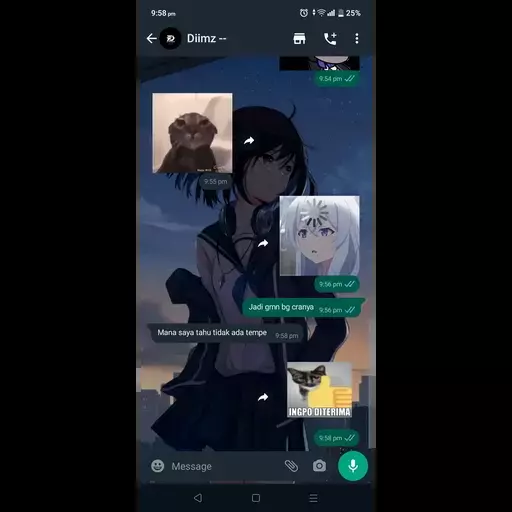 9:58 pm
25%
Diimz --
9:54 pm
9:55 pm
9:56 pm
Jadi gmn bg cranya 9:56 pm
Mana saya tahu tidak ada tempe 9:58 pm
INGPO DITERIMA
9:58 pm
Message